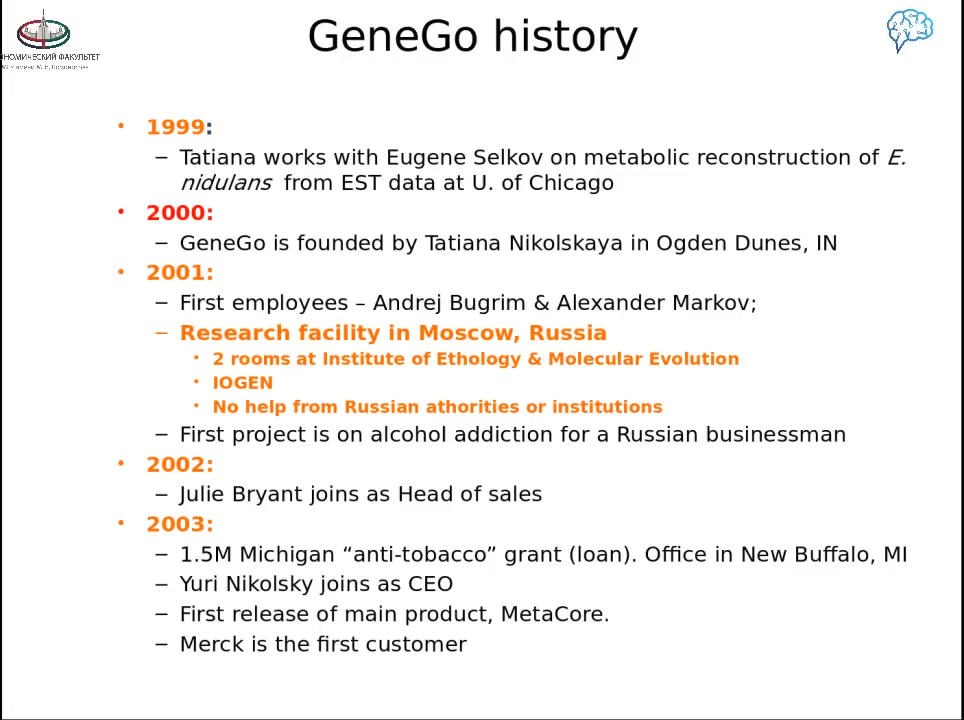 GeneGo history
НОМИЧЕСКИЙ ФАКУЛЬТЕТ
• 1999:
– Tatiana works with Eugene Selkov on metabolic reconstruction of E.
nidulans from EST data at U. of Chicago
• 2000:
– GeneGo is founded by Tatiana Nikolskaya in Ogden Dunes, IN
• 2001:
– First employees – Andrej Bugrim & Alexander Markov;
– Research facility in Moscow, Russia
• 2 rooms at Institute of Ethology & Molecular Evolution
• IOGEN
• No help from Russian athorities or institutions
– First project is on alcohol addiction for a Russian businessman
• 2002:
– Julie Bryant joins as Head of sales
• 2003:
– 1.5M Michigan “anti-tobacco” grant (loan). Office in New Buffalo, MI
– Yuri Nikolsky joins as CEO
– First release of main product, MetaCore.
– Merck is the first customer